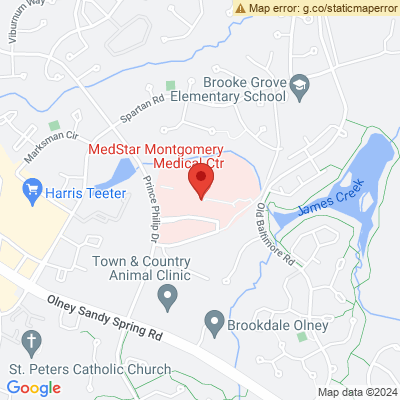 Map error: g.co/staticmaperror
Viburnum Way
Brooke Grove
Elementary School
Spartan Rd
Marksman Cir
MedStar Montgomery
Medical Ctr
Harris Teeter
Prince Philip Dr
James Creek
Old Baltimore Rd
Town & Country
Animal Clinic
Olney Sandy Spring Rd
Brookdale Olney
St. Peters Catholic Church
Google
Map data ©2024